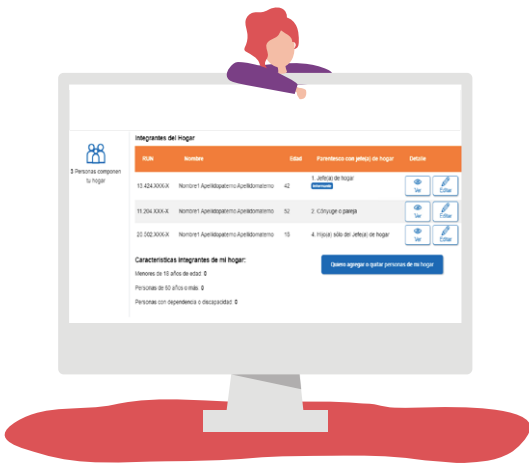 Integrantes del Hogar
3 Personas componen
tu hogar
RUN Nombre Edad Parentesco con jefe(a) de hogar Detalle
13.424.XXX-X Nombre1 Apellidopaterno Apellidomaterno 42 1. Jefe(a) de hogar
Ver Editar
11.204.XXX-X Nombre1 Apellidopaterno Apellidomaterno 52 2. Cónyuge o pareja
Ver Editar
20.502.XXX-X Nombre1 Apellidopaterno Apellidomaterno 4. Hijo(a) sólo del Jefe(a) de hogar
Ver Editar
Características integrantes de mi hogar:
Quiero agregar o quitar personas de mi hogar
Menores de 18 años de edad: 0
Personas de 60 años o más: 0
Personas con dependencia o discapacidad: 0